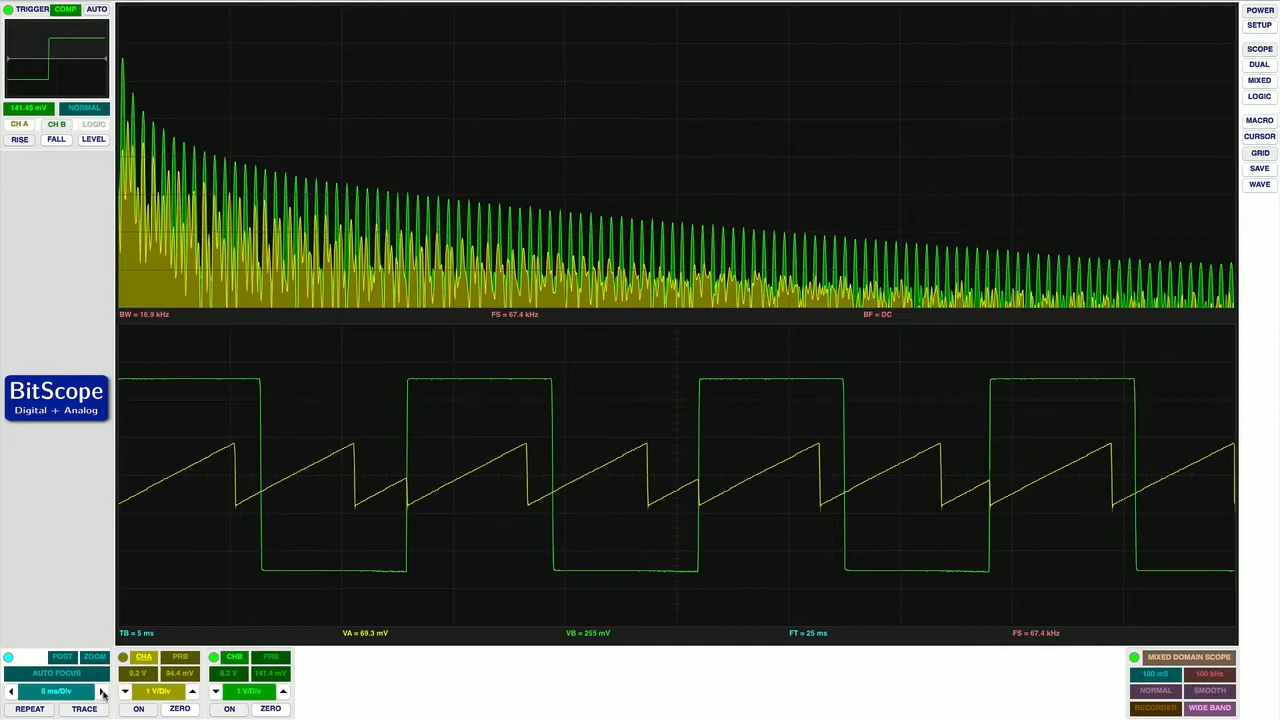 TRIGGER COMP AUTO
141.45 mV NORMAL
CH A CH B LOGIC
RISE FALL LEVEL
BitScope
Digital + Analog
POWER
SETUP
SCOPE
DUAL
MIXED
LOGIC
MACRO
CURSOR
GRID
SAVE
WAVE
BW = 16.9 kHz FS = 67.4 kHz BF = DC
TB = 5 ms VA = 69.3 mV VB = 255 mV FT = 25 ms FS = 67.4 kHz
POST ZOOM
AUTO FOCUS
5 ms/Div
REPEAT TRACE
CHA PRB
9.2 V 94.4 mV
1 V/Div
ON ZERO
CHB PRB
9.2 V 141.4 mV
1 V/Div
ON ZERO
MIXED DOMAIN SCOPE
100 mS 100 kHz
NORMAL SMOOTH
RECORDER WIDE BAND